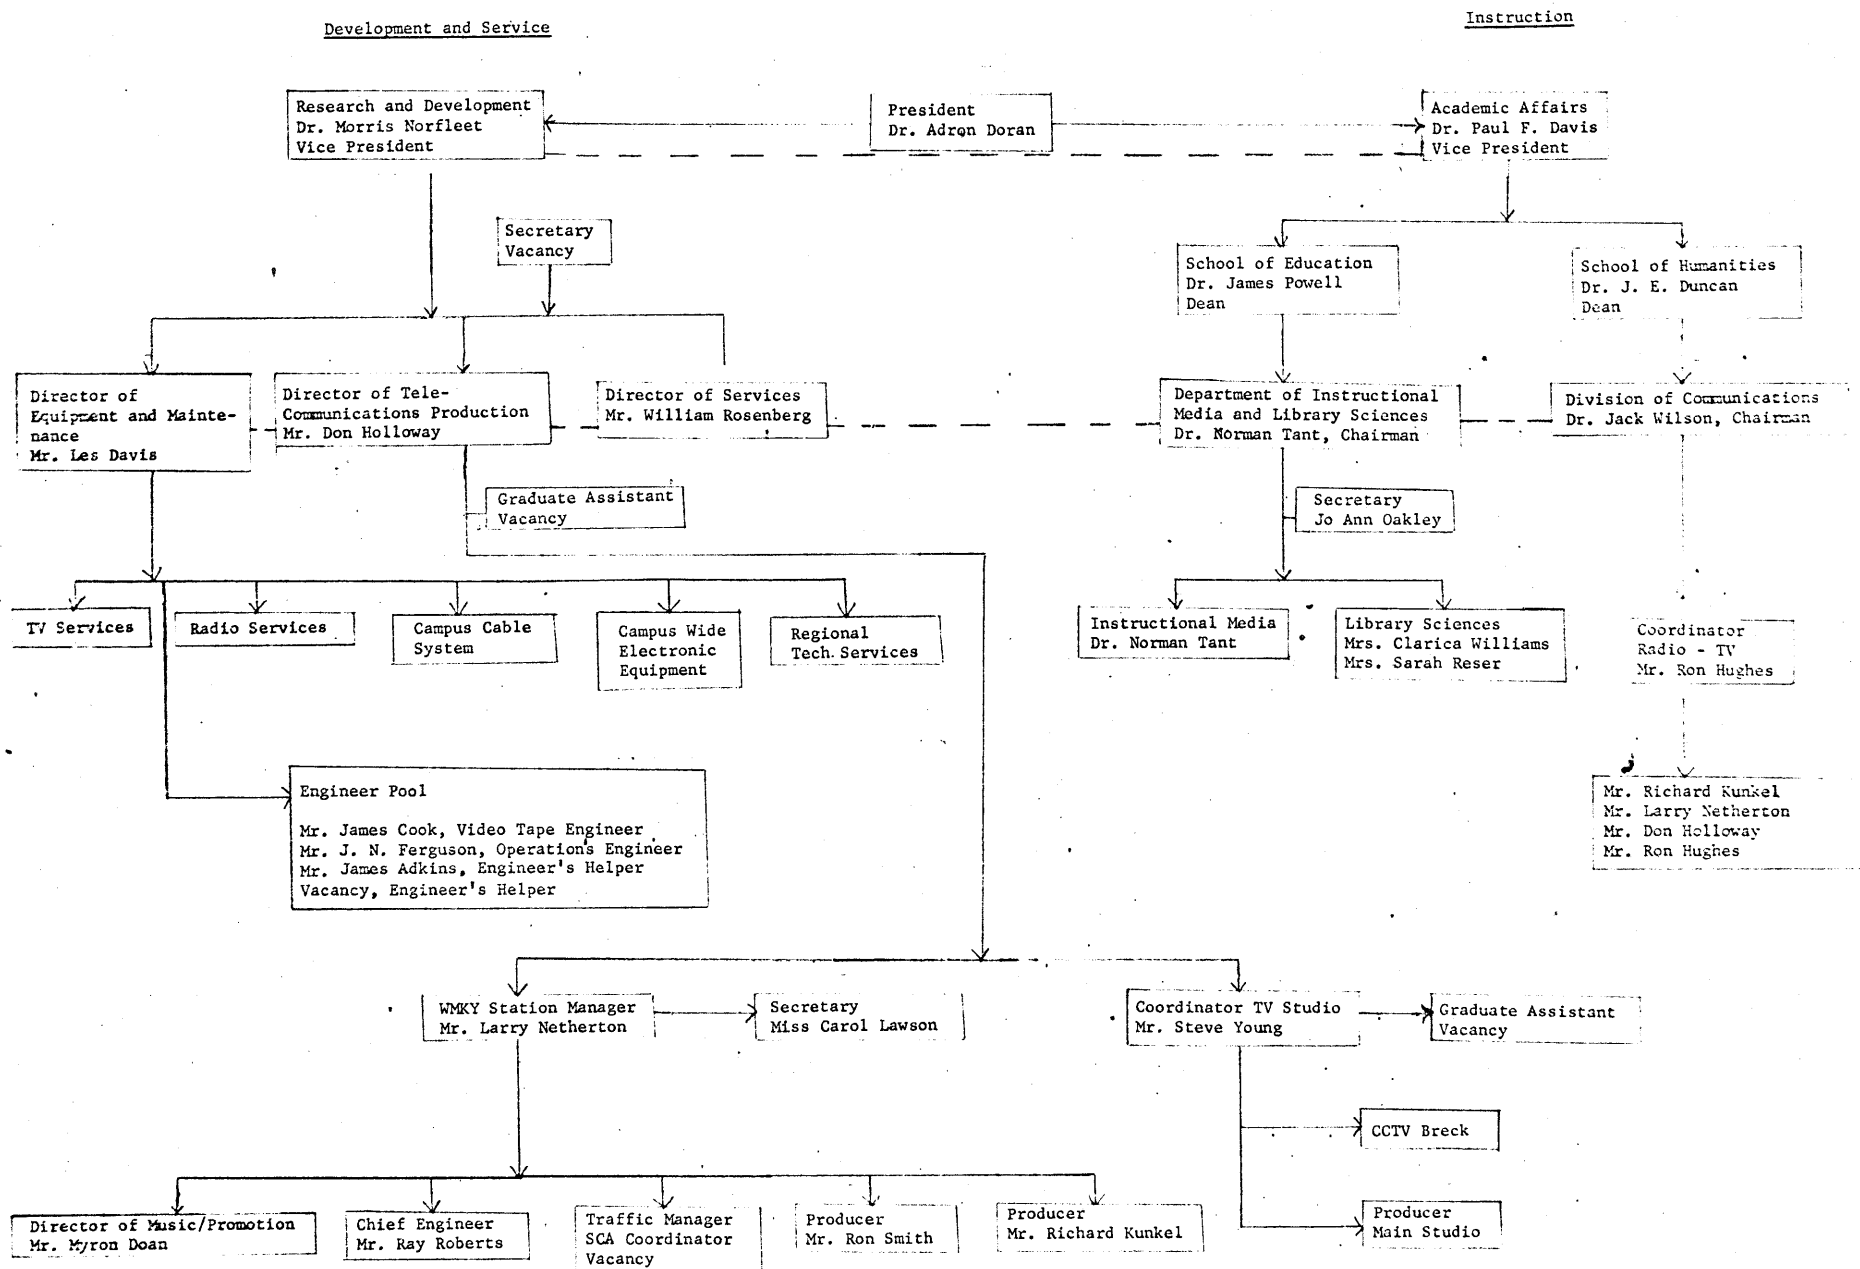 Development and Service
Instruction
Research and Development
Dr. Morris Norfleet
Vice President
President
Dr. Adron Doran
Academic Affairs
Dr. Paul F. Davis
Vice President
Secretary
Vacancy
School of Education
Dr. James Powell
Dean
School of Humanities
Dr. J. E. Duncan
Dean
Director of
Equipment and Mainte-
nance
Mr. Les Davis
Director of Tele-
Communications Production
Mr. Don Holloway
Director of Services
Mr. William Rosenberg
Department of Instructional
Media and Library Sciences
Dr. Norman Tant, Chairman
Division of Communications
Dr. Jack Wilson, Chairman
Graduate Assistant
Vacancy
Secretary
Jo Ann Oakley
TV Services
Radio Services
Campus Cable
System
Campus Wide
Electronic
Equipment
Regional
Tech. Services
Instructional Media
Dr. Norman Tant
Library Sciences
Mrs. Clarica Williams
Mrs. Sarah Reser
Coordinator
Radio - TV
Mr. Ron Hughes
Engineer Pool
Mr. James Cook, Video Tape Engineer
Mr. J. N. Ferguson, Operation's Engineer
Mr. James Adkins, Engineer's Helper
Vacancy, Engineer's Helper
Mr. Richard Kunkel
Mr. Larry Netherton
Mr. Don Holloway
Mr. Ron Hughes
WMKY Station Manager
Mr. Larry Netherton
Secretary
Miss Carol Lawson
Coordinator TV Studio
Mr. Steve Young
Graduate Assistant
Vacancy
CCTV Breck
Producer
Main Studio
Director of Music/Promotion
Mr. Myron Doan
Chief Engineer
Mr. Ray Roberts
Traffic Manager
SCA Coordinator
Vacancy
Producer
Mr. Ron Smith
Producer
Mr. Richard Kunkel